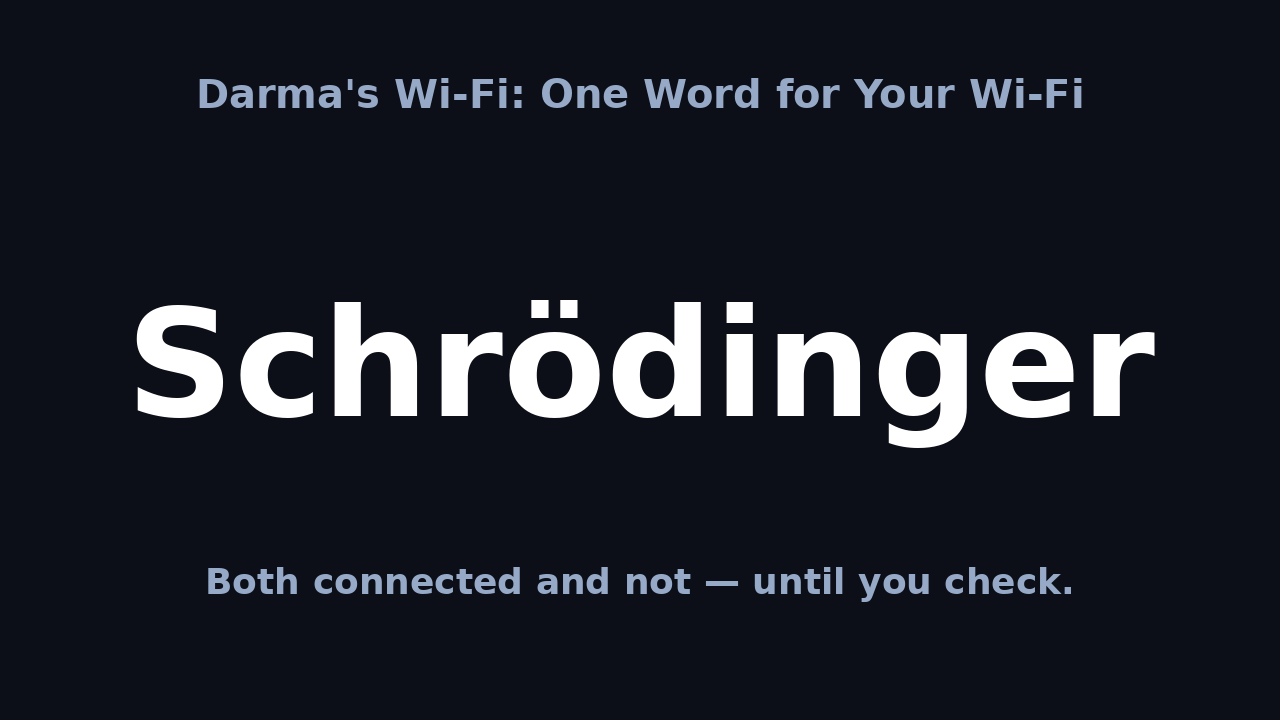 Darma's Wi-Fi: One Word for Your Wi-Fi
Schrödinger
Both connected and not — until you check.